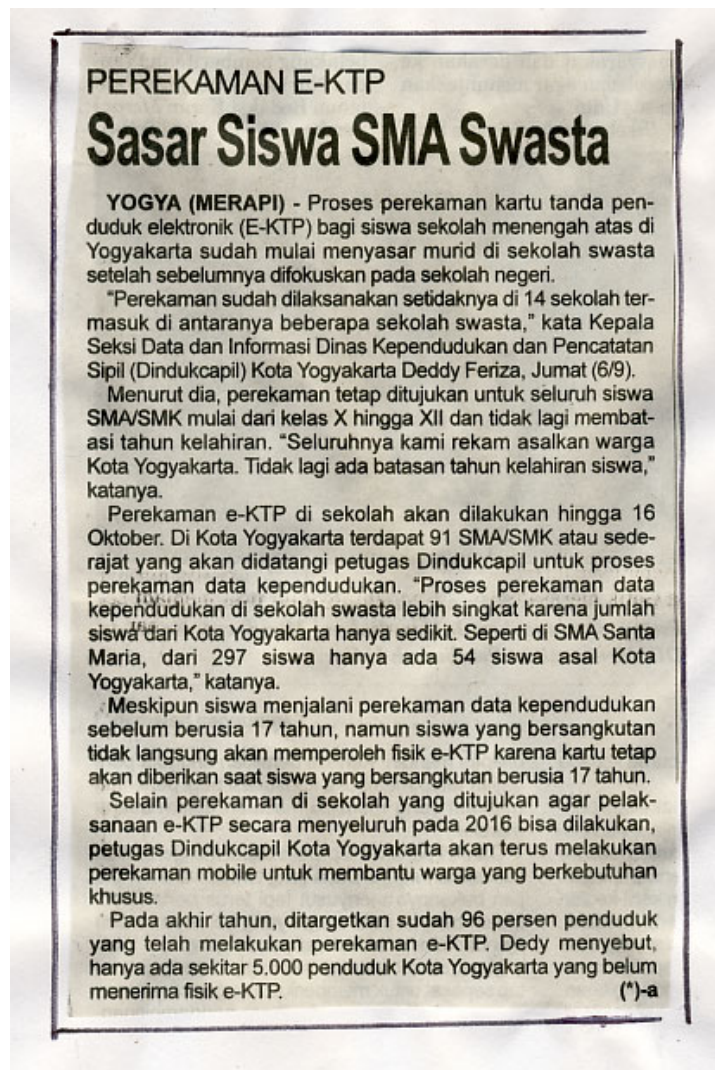 PEREKAMAN E-KTP
Sasar Siswa SMA Swasta
YOGYA (MERAPI) - Proses perekaman kartu tanda pen-
duduk elektronik (E-KTP) bagi siswa sekolah menengah atas di
Yogyakarta sudah mulai menyasar murid di sekolah swasta
setelah sebelumnya difokuskan pada sekolah negeri.
"Perekaman sudah dilaksanakan setidaknya di 14 sekolah ter-
masuk di antaranya beberapa sekolah swasta," kata Kepala
Seksi Data dan Informasi Dinas Kependudukan dan Pencatatan
Sipil (Dindukcapil) Kota Yogyakarta Deddy Feriza, Jumat (6/9).
Menurut dia, perekaman tetap ditujukan untuk seluruh siswa
SMA/SMK mulai dari kelas X hingga XII dan tidak lagi membat-
asi tahun kelahiran. "Seluruhnya kami rekam asalkan warga
Kota Yogyakarta. Tidak lagi ada batasan tahun kelahiran siswa,"
katanya.
Perekaman e-KTP di sekolah akan dilakukan hingga 16
Oktober. Di Kota Yogyakarta terdapat 91 SMA/SMK atau sede-
rajat yang akan didatangi petugas Dindukcapil untuk proses
perekaman data kependudukan. "Proses perekaman data
kependudukan di sekolah swasta lebih singkat karena jumlah
siswa dari Kota Yogyakarta hanya sedikit. Seperti di SMA Santa
Maria, dari 297 siswa hanya ada 54 siswa asal Kota
Yogyakarta," katanya.
Meskipun siswa menjalani perekaman data kependudukan
sebelum berusia 17 tahun, namun siswa yang bersangkutan
tidak langsung akan memperoleh fisik e-KTP karena kartu tetap
akan diberikan saat siswa yang bersangkutan berusia 17 tahun.
Selain perekaman di sekolah yang ditujukan agar pelak-
sanaan e-KTP secara menyeluruh pada 2016 bisa dilakukan,
petugas Dindukcapil Kota Yogyakarta akan terus melakukan
perekaman mobile untuk membantu warga yang berkebutuhan
khusus.
Pada akhir tahun, ditargetkan sudah 96 persen penduduk
yang telah melakukan perekaman e-KTP. Dedy menyebut,
hanya ada sekitar 5.000 penduduk Kota Yogyakarta yang belum
menerima fisik e-KTP. (*)-a